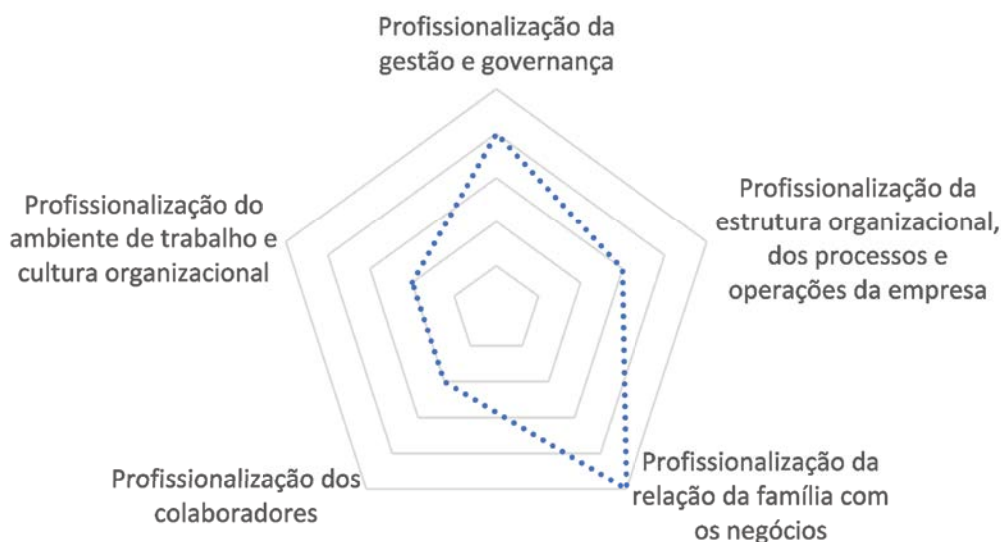 Profissionalização da
gestão e governança
Profissionalização da
estrutura organizacional,
dos processos e
operações da empresa
Profissionalização da
relação da família com
os negócios
Profissionalização dos
colaboradores
Profissionalização do
ambiente de trabalho e
cultura organizacional